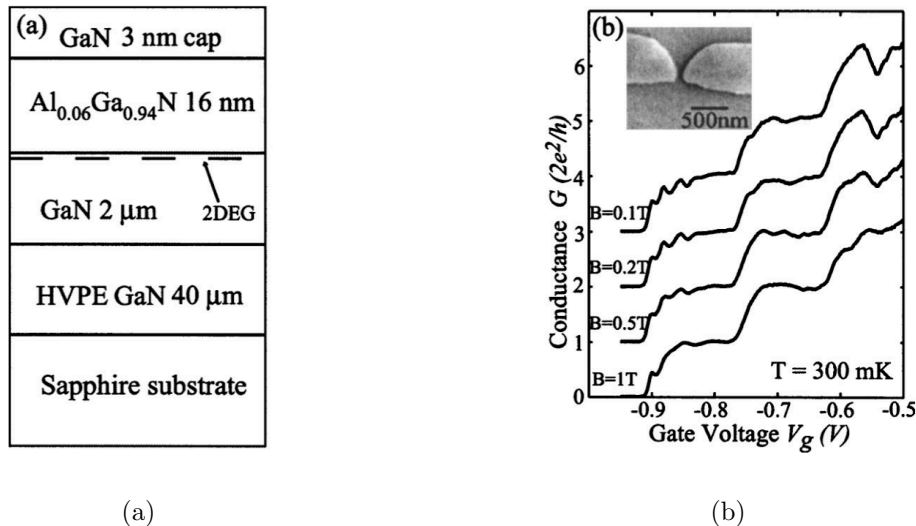 (a)
GaN 3 nm cap
Al0.06Ga0.94N 16 nm
2DEG
GaN 2 μm
HVPE GaN 40 μm
Sapphire substrate
(a)
(b)
500nm
Conductance G (2e²/h)
6
5
4
3
2
1
0
B=0.1T
B=0.2T
B=0.5T
B=1T
T = 300 mK
-0.9
-0.8
-0.7
-0.6
-0.5
Gate Voltage Vg (V)
(b)